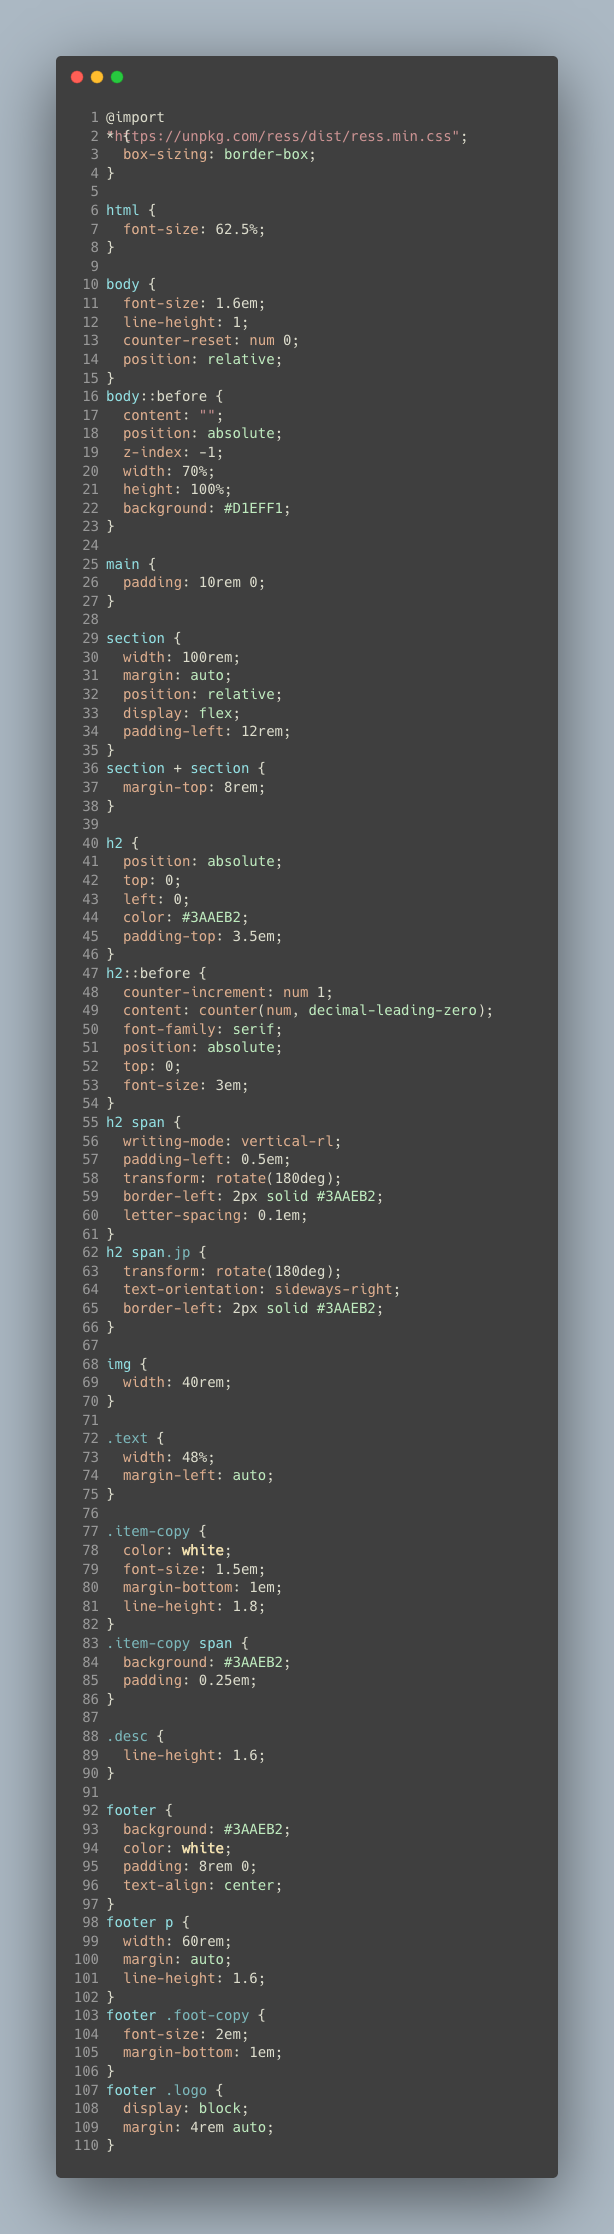 1 @import
"https://unpkg.com/ress/dist/ress.min.css";
2 * {
3 box-sizing: border-box;
4 }
5
6 html {
7 font-size: 62.5%;
8 }
9
10 body {
11 font-size: 1.6em;
12 line-height: 1;
13 counter-reset: num 0;
14 position: relative;
15 }
16 body::before {
17 content: "";
18 position: absolute;
19 z-index: -1;
20 width: 70%;
21 height: 100%;
22 background: #D1EFF1;
23 }
24
25 main {
26 padding: 10rem 0;
27 }
28
29 section {
30 width: 100rem;
31 margin: auto;
32 position: relative;
33 display: flex;
34 padding-left: 12rem;
35 }
36 section + section {
37 margin-top: 8rem;
38 }
39
40 h2 {
41 position: absolute;
42 top: 0;
43 left: 0;
44 color: #3AAEB2;
45 padding-top: 3.5em;
46 }
47 h2::before {
48 counter-increment: num 1;
49 content: counter(num, decimal-leading-zero);
50 font-family: serif;
51 position: absolute;
52 top: 0;
53 font-size: 3em;
54 }
55 h2 span {
56 writing-mode: vertical-rl;
57 padding-left: 0.5em;
58 transform: rotate(180deg);
59 border-left: 2px solid #3AAEB2;
60 letter-spacing: 0.1em;
61 }
62 h2 span.jp {
63 transform: rotate(180deg);
64 text-orientation: sideways-right;
65 border-left: 2px solid #3AAEB2;
66 }
67
68 img {
69 width: 40rem;
70 }
71
72 .text {
73 width: 48%;
74 margin-left: auto;
75 }
76
77 .item-copy {
78 color: white;
79 font-size: 1.5em;
80 margin-bottom: 1em;
81 line-height: 1.8;
82 }
83 .item-copy span {
84 background: #3AAEB2;
85 padding: 0.25em;
86 }
87
88 .desc {
89 line-height: 1.6;
90 }
91
92 footer {
93 background: #3AAEB2;
94 color: white;
95 padding: 8rem 0;
96 text-align: center;
97 }
98 footer p {
99 width: 60rem;
100 margin: auto;
101 line-height: 1.6;
102 }
103 footer .foot-copy {
104 font-size: 2em;
105 margin-bottom: 1em;
106 }
107 footer .logo {
108 display: block;
109 margin: 4rem auto;
110 }